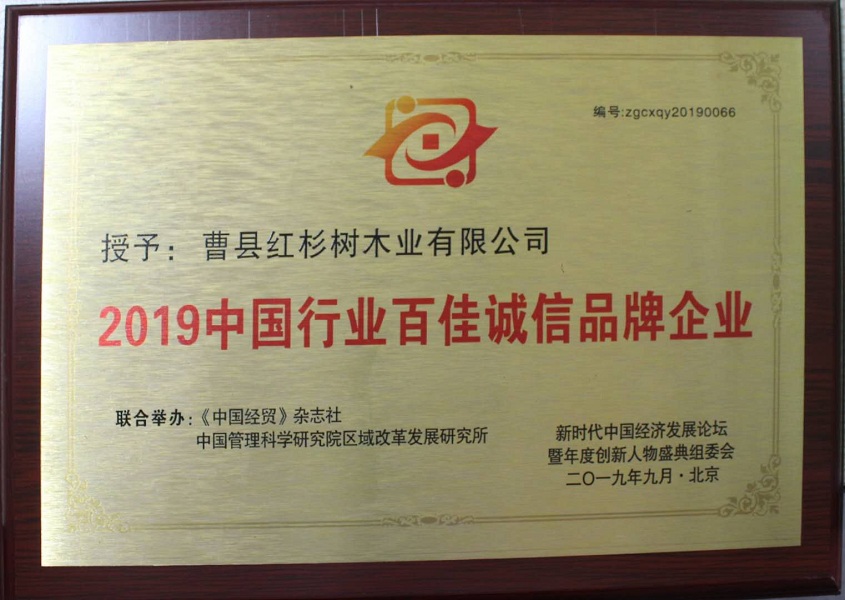 编号:zgcxqy20190066
授予：曹县红杉树木业有限公司
2019中国行业百佳诚信品牌企业
联合举办：《中国经贸》杂志社
中国管理科学研究院区域改革发展研究所
新时代中国经济发展论坛
暨年度创新人物盛典组委会
二〇一九年九月·北京